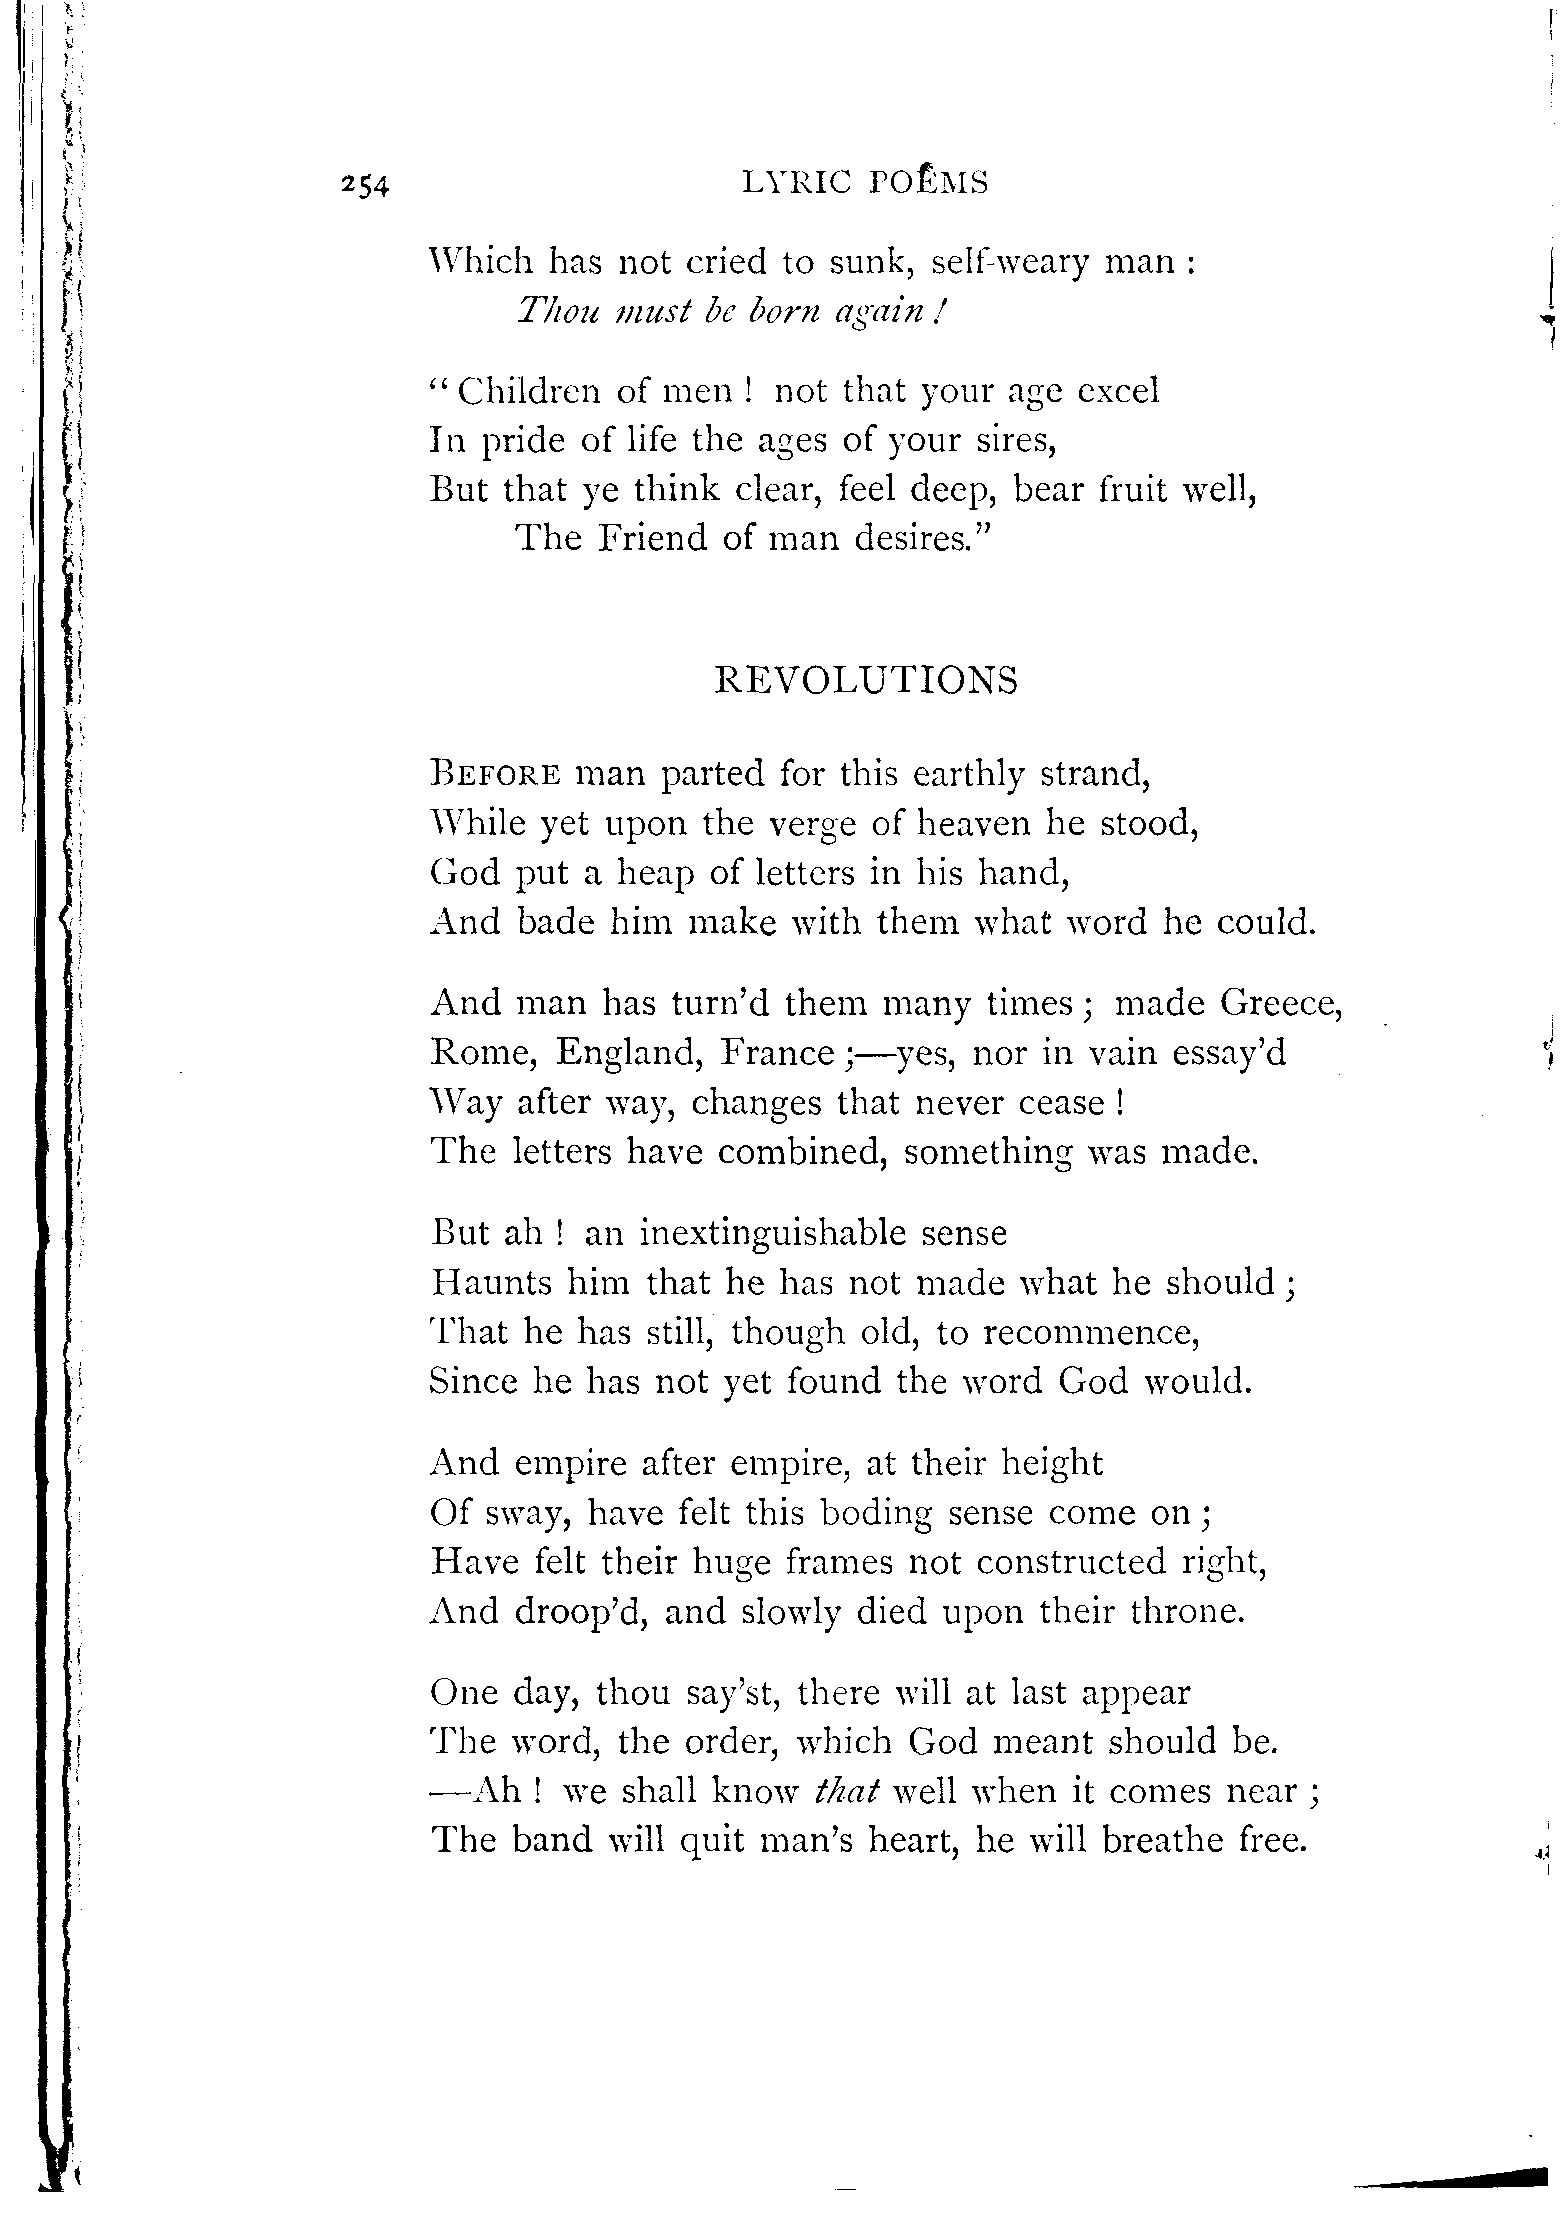 254
LYRIC POEMS
Which has not cried to sunk, self-weary man :
Thou must be born again !
“ Children of men ! not that your age excel
In pride of life the ages of your sires,
But that ye think clear, feel deep, bear fruit well,
The Friend of man desires.”
REVOLUTIONS
BEFORE man parted for this earthly strand,
While yet upon the verge of heaven he stood,
God put a heap of letters in his hand,
And bade him make with them what word he could.
And man has turn’d them many times ; made Greece,
Rome, England, France ;—yes, nor in vain essay’d
Way after way, changes that never cease !
The letters have combined, something was made.
But ah ! an inextinguishable sense
Haunts him that he has not made what he should ;
That he has still, though old, to recommence,
Since he has not yet found the word God would.
And empire after empire, at their height
Of sway, have felt this boding sense come on ;
Have felt their huge frames not constructed right,
And droop’d, and slowly died upon their throne.
One day, thou say’st, there will at last appear
The word, the order, which God meant should be.
—Ah ! we shall know that well when it comes near ;
The band will quit man’s heart, he will breathe free.